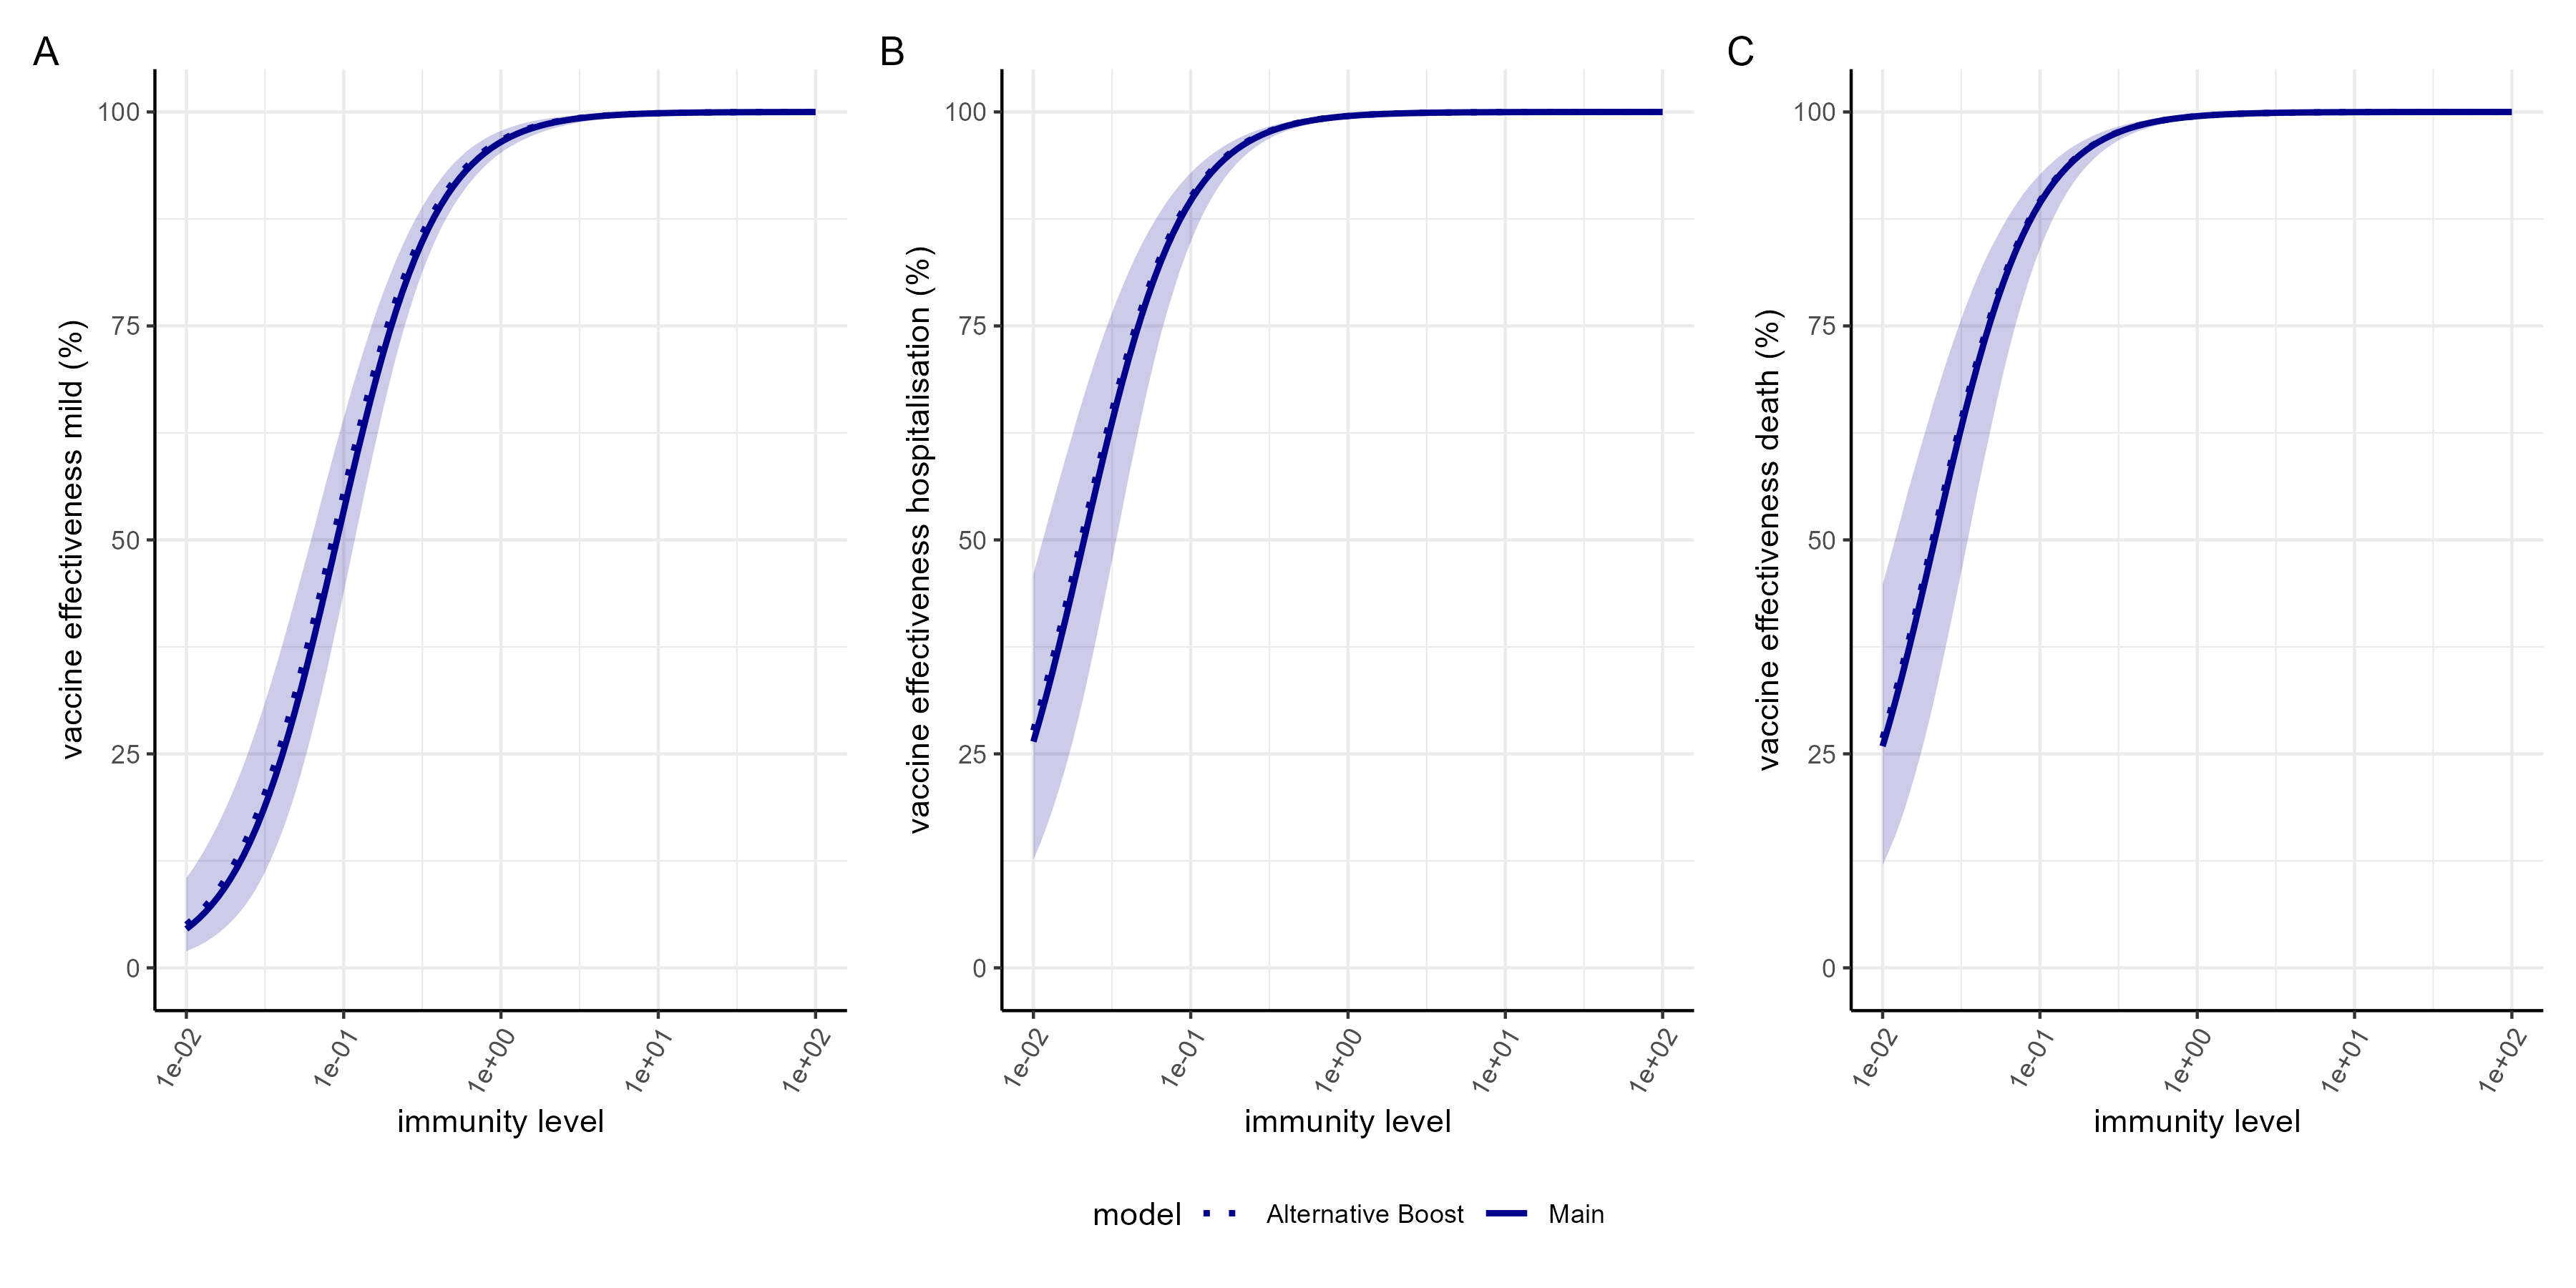 A
vaccine effectiveness mild (%)
100
75
50
25
0
1e-02
1e-01
1e+00
1e+01
1e+02
immunity level
B
vaccine effectiveness hospitalisation (%)
100
75
50
25
0
1e-02
1e-01
1e+00
1e+01
1e+02
immunity level
C
vaccine effectiveness death (%)
100
75
50
25
0
1e-02
1e-01
1e+00
1e+01
1e+02
immunity level
model Alternative Boost Main